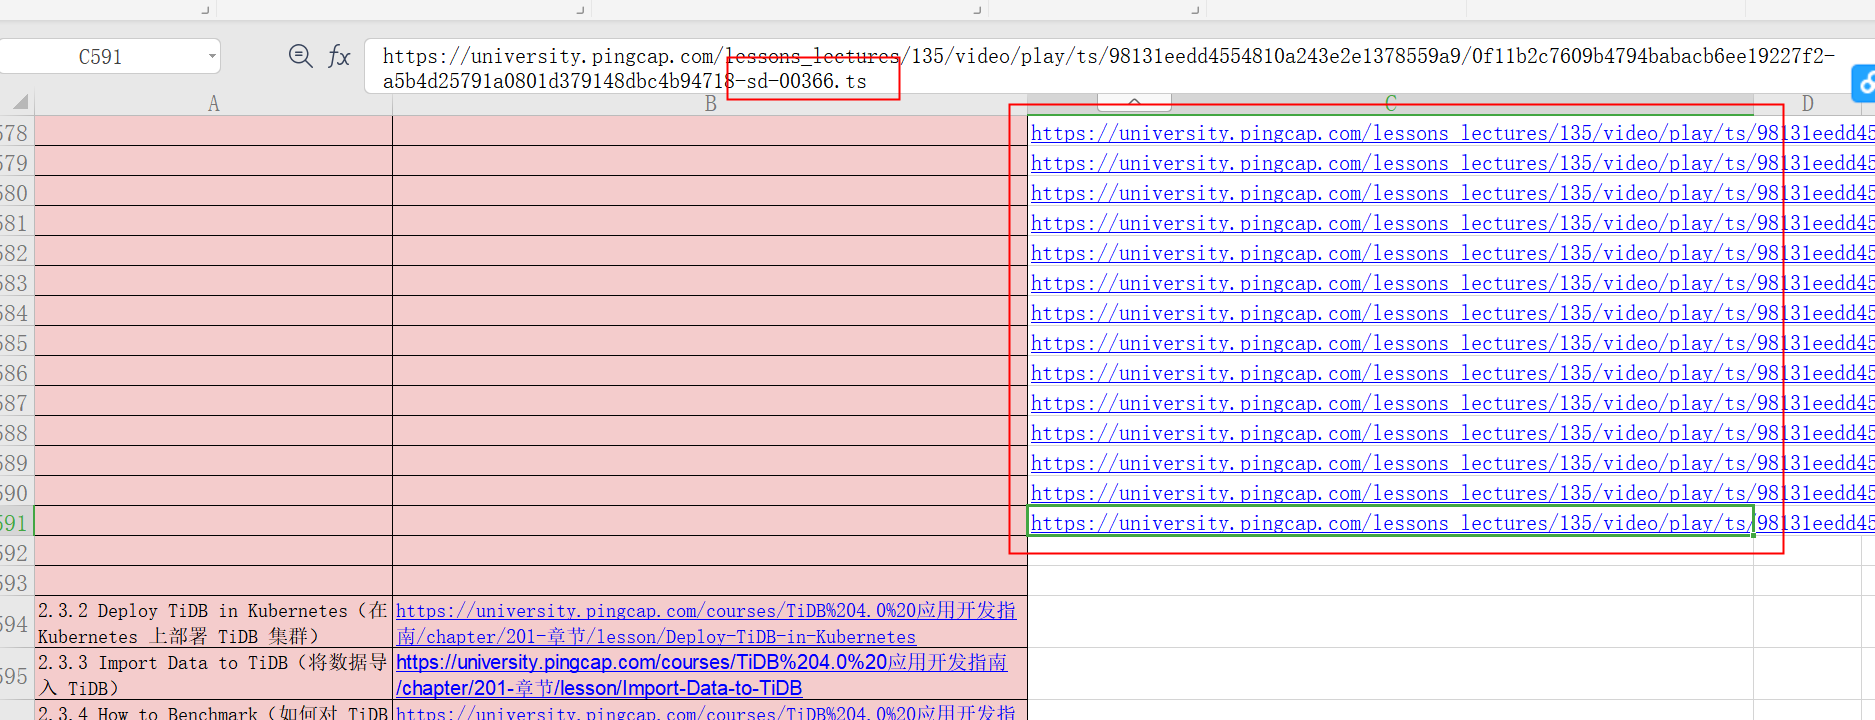 C591
fx
https://university.pingcap.com/lessons_lectures/135/video/play/ts/98131eedd4554810a243e2e1378559a9/0f11b2c7609b4794babacb6ee19227f2-
a5b4d25791a0801d379148dbc4b94718-sd-00366.ts
A B C D
578 https://university.pingcap.com/lessons_lectures/135/video/play/ts/98131eedd45
579 https://university.pingcap.com/lessons_lectures/135/video/play/ts/98131eedd45
580 https://university.pingcap.com/lessons_lectures/135/video/play/ts/98131eedd45
581 https://university.pingcap.com/lessons_lectures/135/video/play/ts/98131eedd45
582 https://university.pingcap.com/lessons_lectures/135/video/play/ts/98131eedd45
583 https://university.pingcap.com/lessons_lectures/135/video/play/ts/98131eedd45
584 https://university.pingcap.com/lessons_lectures/135/video/play/ts/98131eedd45
585 https://university.pingcap.com/lessons_lectures/135/video/play/ts/98131eedd45
586 https://university.pingcap.com/lessons_lectures/135/video/play/ts/98131eedd45
587 https://university.pingcap.com/lessons_lectures/135/video/play/ts/98131eedd45
588 https://university.pingcap.com/lessons_lectures/135/video/play/ts/98131eedd45
589 https://university.pingcap.com/lessons_lectures/135/video/play/ts/98131eedd45
590 https://university.pingcap.com/lessons_lectures/135/video/play/ts/98131eedd45
591 https://university.pingcap.com/lessons_lectures/135/video/play/ts/98131eedd45
592
593
594
2.3.2 Deploy TiDB in Kubernetes（在
Kubernetes 上部署 TiDB 集群）
https://university.pingcap.com/courses/TiDB%204.0%20应用开发指
南/chapter/201-章节/lesson/Deploy-TiDB-in-Kubernetes
595
2.3.3 Import Data to TiDB（将数据导
入 TiDB）
https://university.pingcap.com/courses/TiDB%204.0%20应用开发指南
/chapter/201-章节/lesson/Import-Data-to-TiDB
2.3.4 How to Benchmark（如何对 TiDB
https://university.pingcap.com/courses/TiDB%204.0%20应用开发指